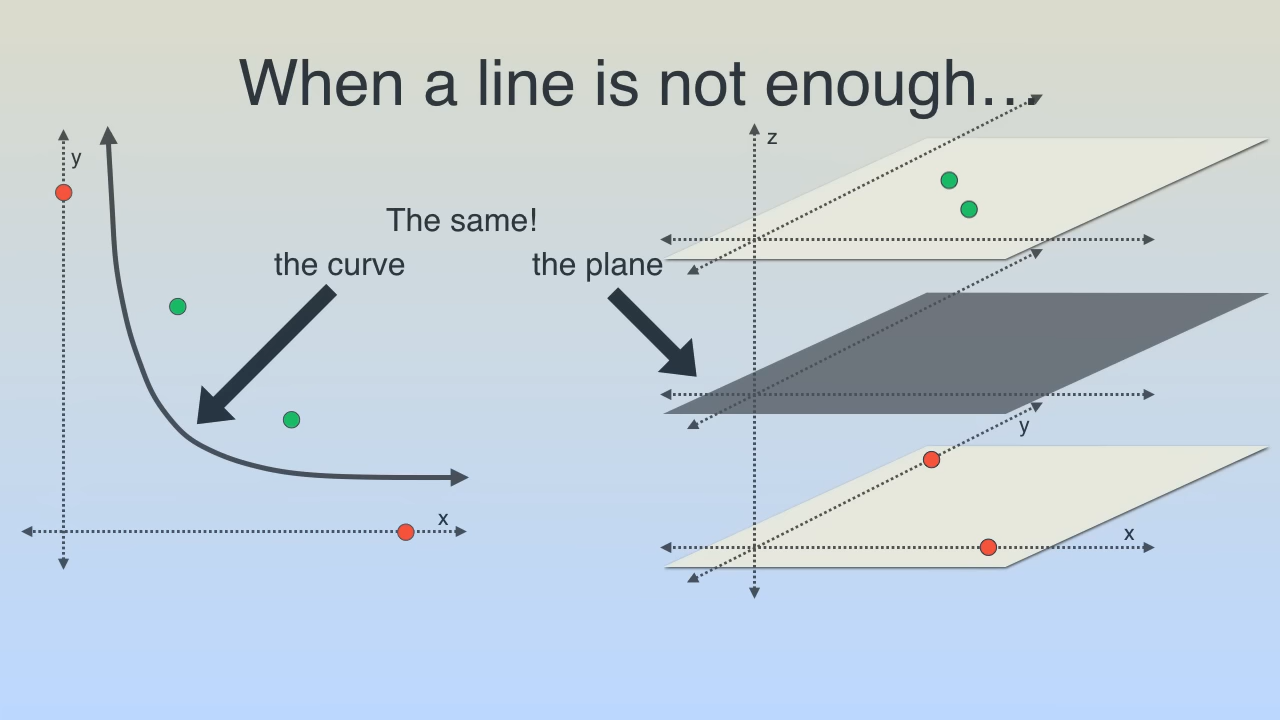 When a line is not enough…
y
z
The same!
the curve
the plane
y
x
x